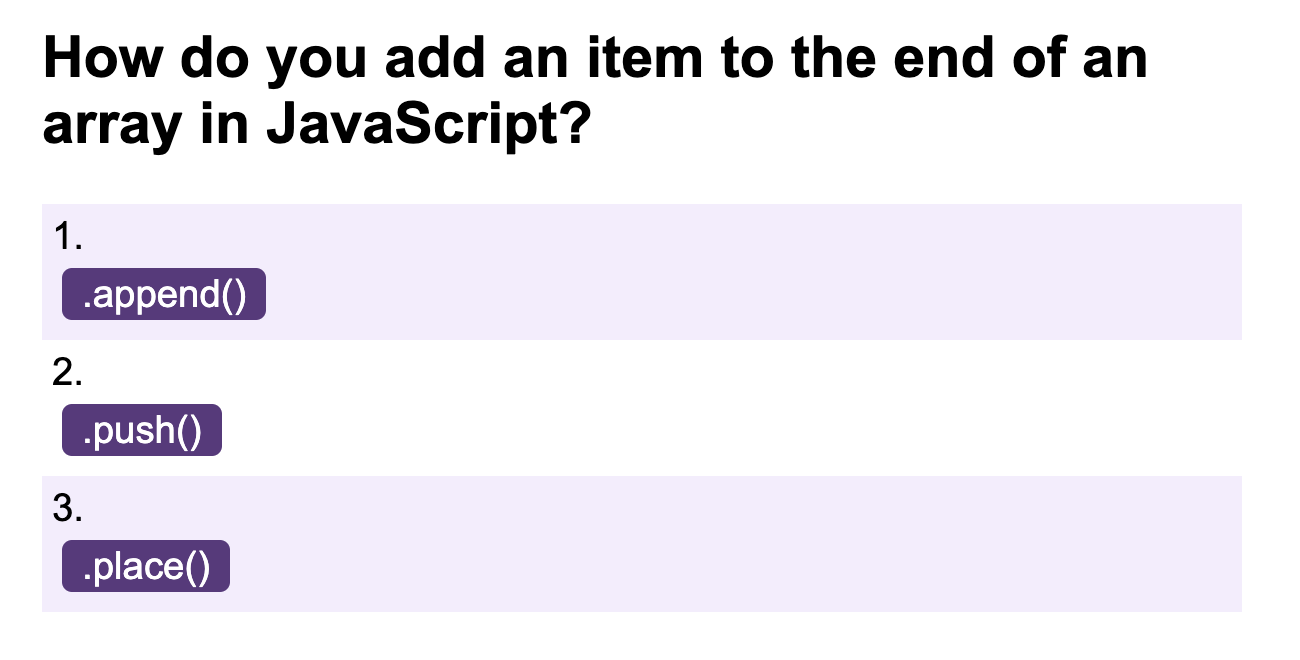 How do you add an item to the end of an
array in JavaScript?
1.
.append()
2.
.push()
3.
.place()